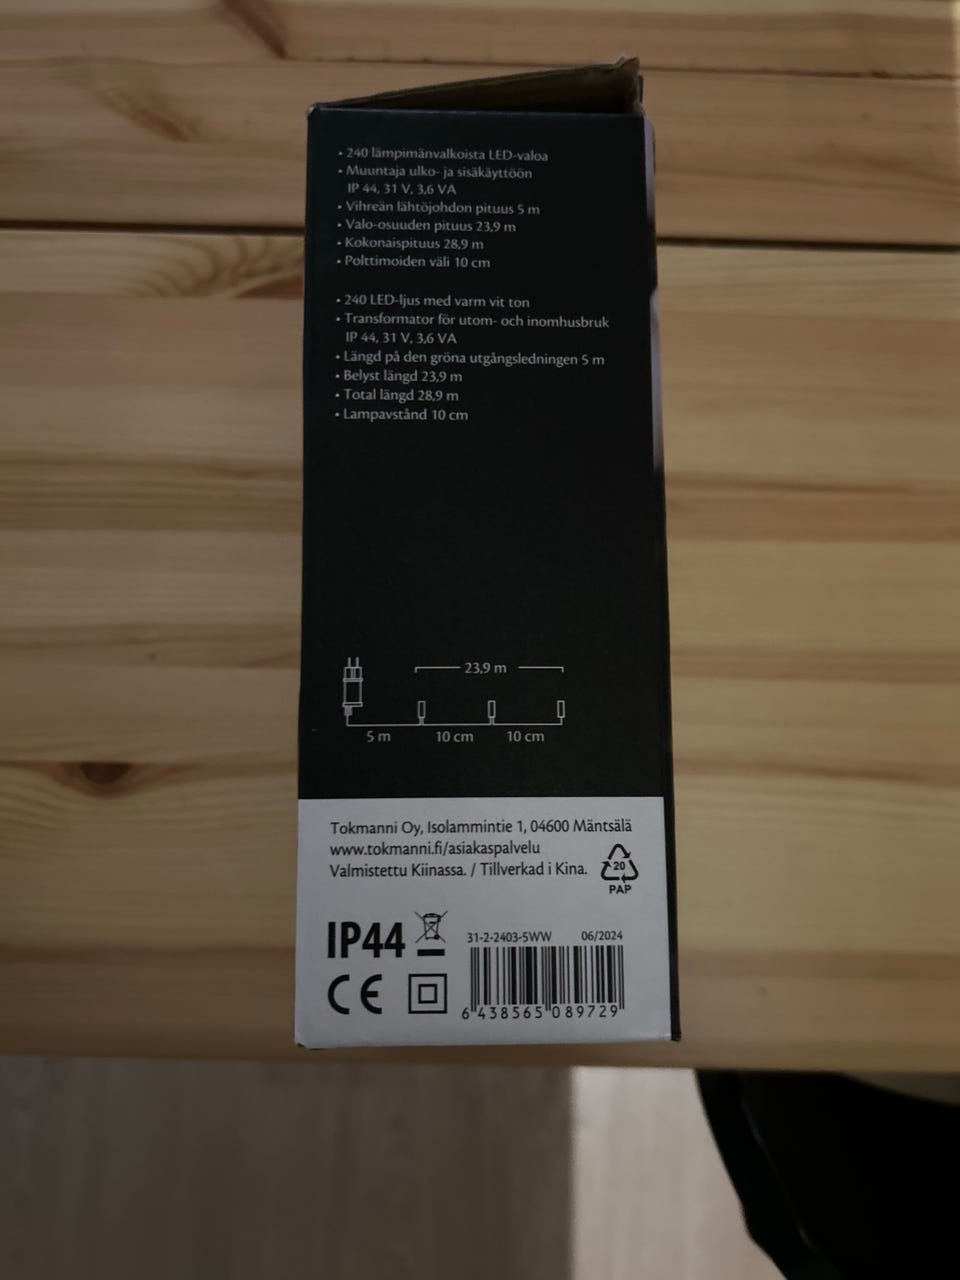 • 240 lämpimänvalkoista LED-valoa
• Muuntaja ulko- ja sisäkäyttöön
IP 44, 31 V, 3,6 VA
• Vihreän lähtöjohdon pituus 5 m
• Valo-osuuden pituus 23,9 m
• Kokonaispituus 28,9 m
• Polttimoiden väli 10 cm
• 240 LED-ljus med varm vit ton
• Transformator för utom- och inomhusbruk
IP 44, 31 V, 3,6 VA
• Längd på den gröna utgångsledningen 5 m
• Belyst längd 23,9 m
• Total längd 28,9 m
• Lampavstånd 10 cm
23,9 m
5 m 10 cm 10 cm
Tokmanni Oy, Isolammintie 1, 04600 Mäntsälä
www.tokmanni.fi/asiakaspalvelu
Valmistettu Kiinassa. / Tillverkad i Kina.
20
PAP
IP44
31-2-2403-5WW 06/2024
CE
6 438565 089729